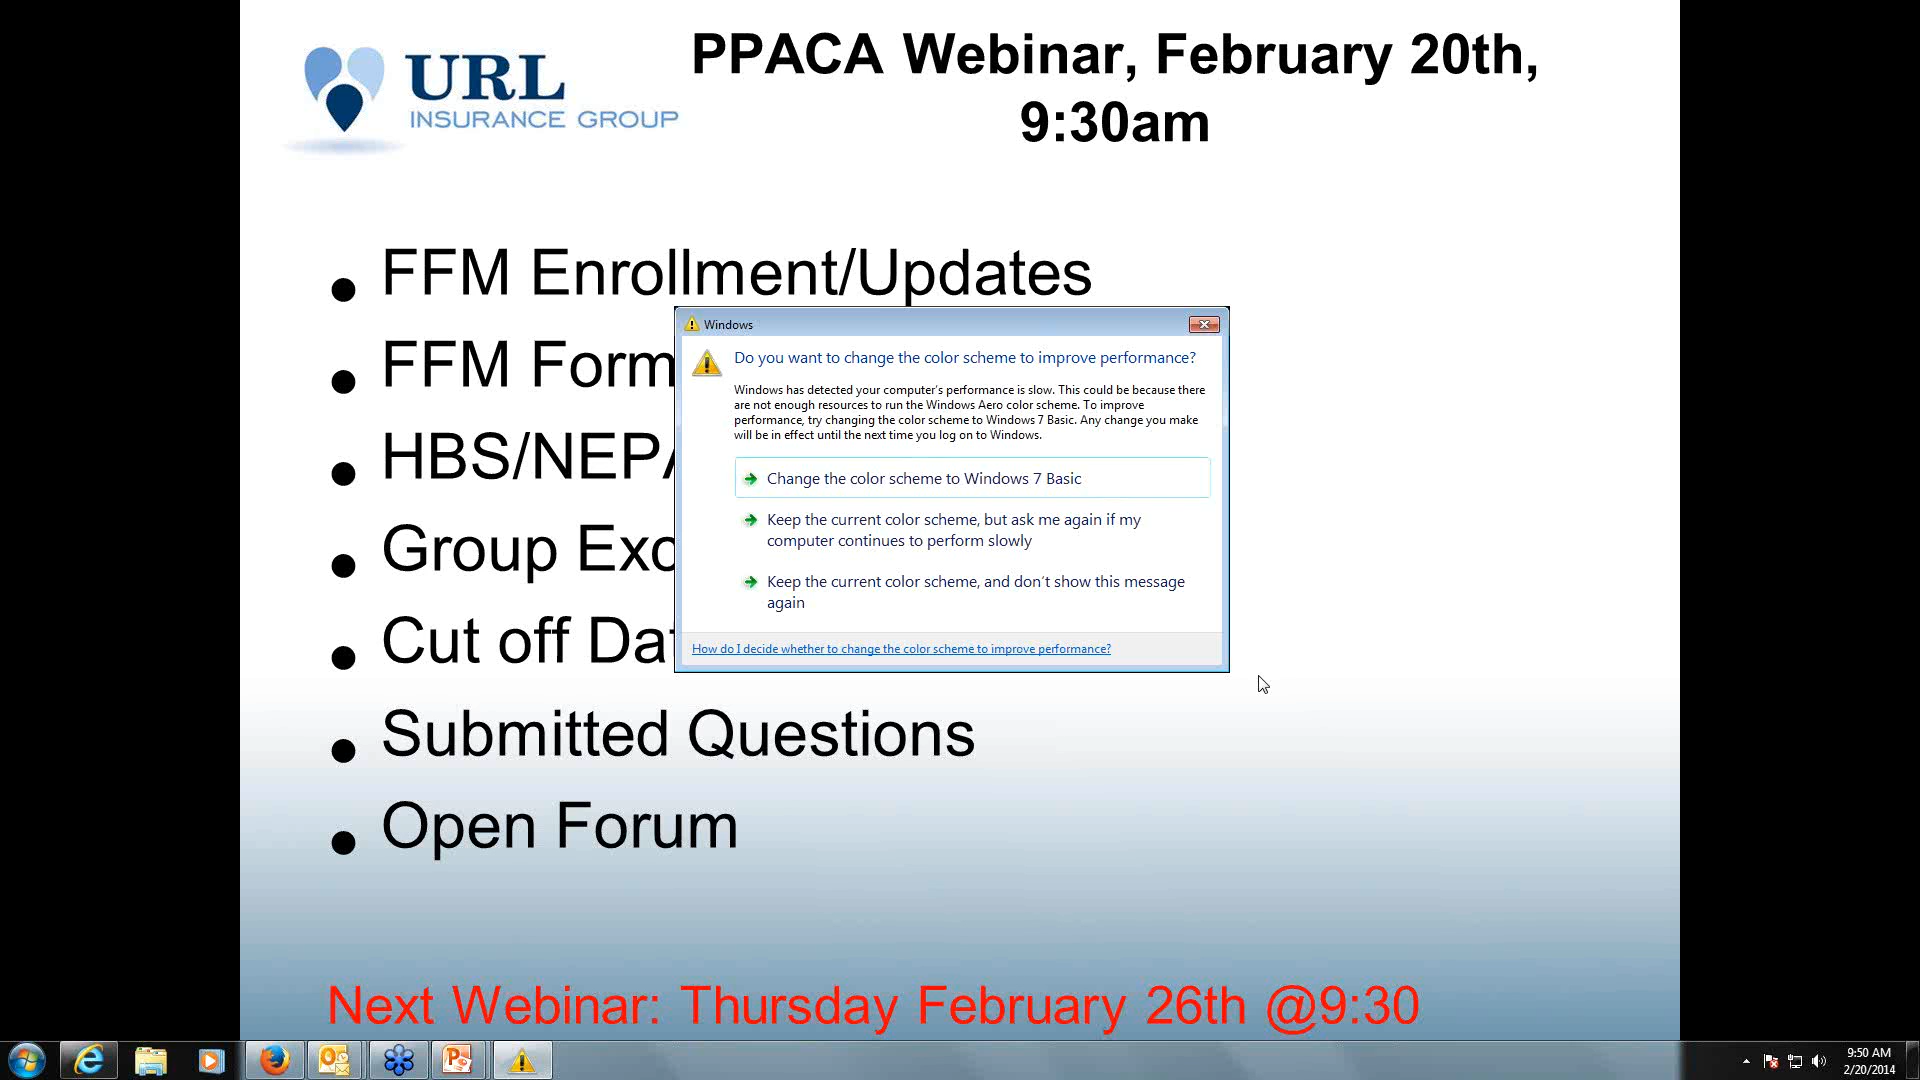 URL
INSURANCE GROUP
PPACA Webinar, February 20th,
9:30am
FFM Enrollment/Updates
FFM Form
HBS/NEPA
Group Exc
Cut off Dat
Submitted Questions
Open Forum
Next Webinar: Thursday February 26th @9:30
Windows
Do you want to change the color scheme to improve performance?
Windows has detected your computer's performance is slow. This could be because there
are not enough resources to run the Windows Aero color scheme. To improve
performance, try changing the color scheme to Windows 7 Basic. Any change you make
will be in effect until the next time you log on to Windows.
Change the color scheme to Windows 7 Basic
Keep the current color scheme, but ask me again if my
computer continues to perform slowly
Keep the current color scheme, and don't show this message
again
How do I decide whether to change the color scheme to improve performance?
9:50 AM
2/20/2014